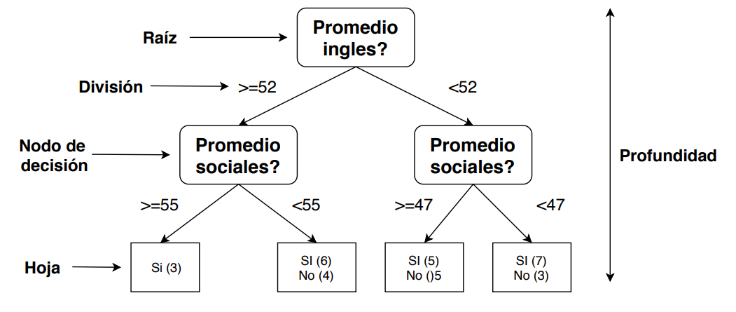 Raíz
Promedio
ingles?
División
>=52
<52
Nodo de
decisión
Promedio
sociales?
Promedio
sociales?
Profundidad
>=55
<55
>=47
<47
Hoja
Si (3)
SI (6)
No (4)
SI (5)
No ()5
SI (7)
No (3)